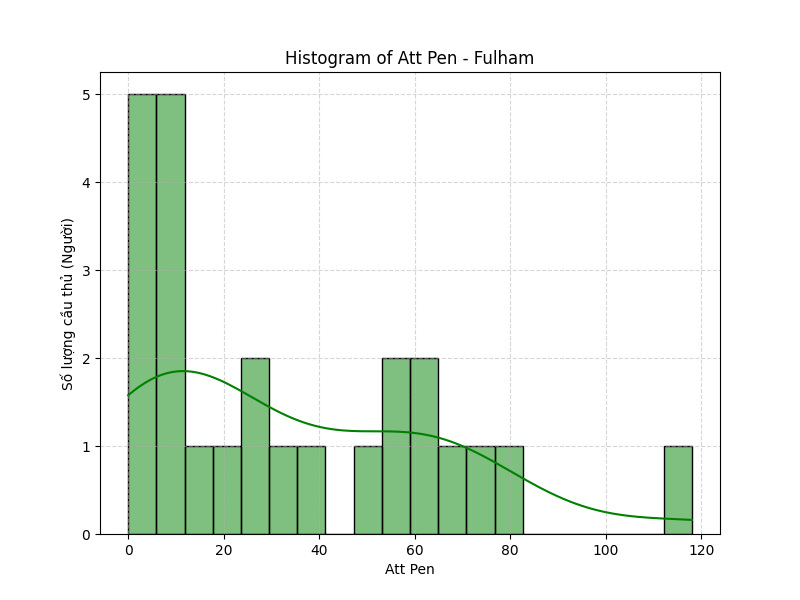 Histogram of Att Pen - Fulham
Số lượng cầu thủ (Người)
5
4
3
2
1
0
0 20 40 60 80 100 120
Att Pen